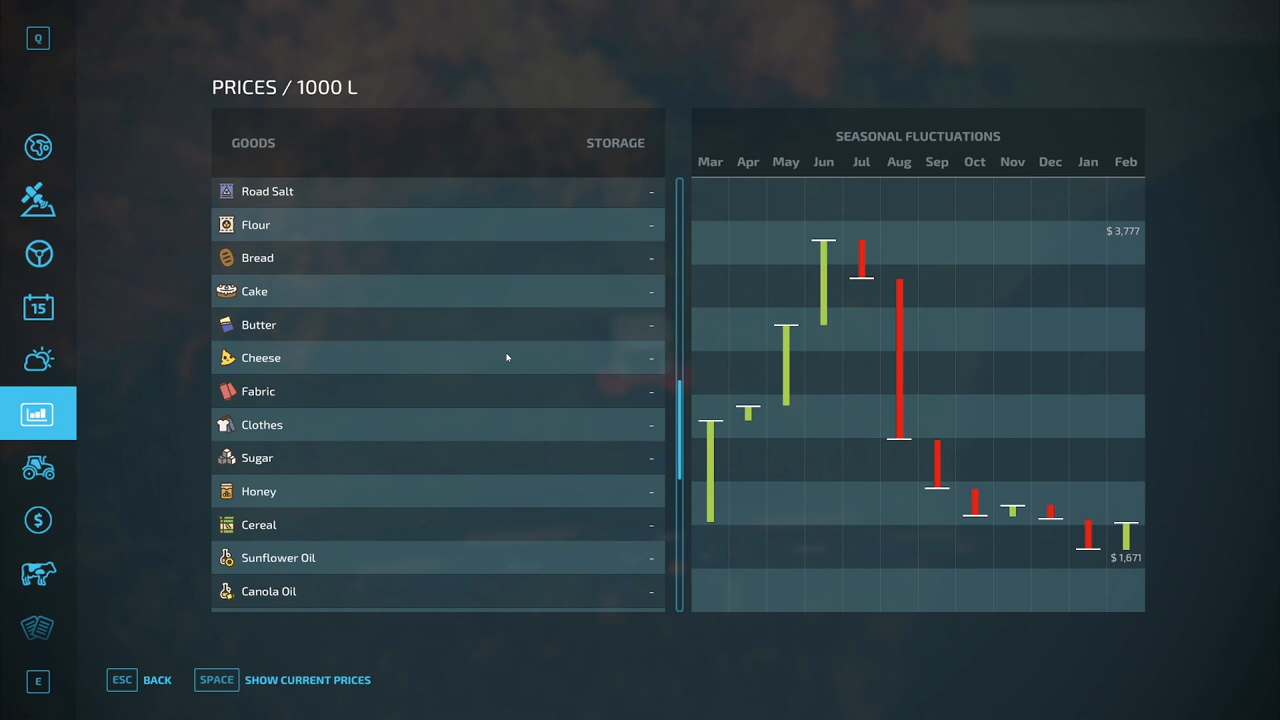 Q
PRICES / 1000 L
GOODS STORAGE
SEASONAL FLUCTUATIONS
Mar Apr May Jun Jul Aug Sep Oct Nov Dec Jan Feb
Road Salt -
Flour -
$ 3,777
Bread -
Cake -
15
Butter -
Cheese -
Fabric -
Clothes -
Sugar -
Honey -
Cereal -
$
Sunflower Oil -
$ 1,671
Canola Oil -
E
ESC BACK SPACE SHOW CURRENT PRICES